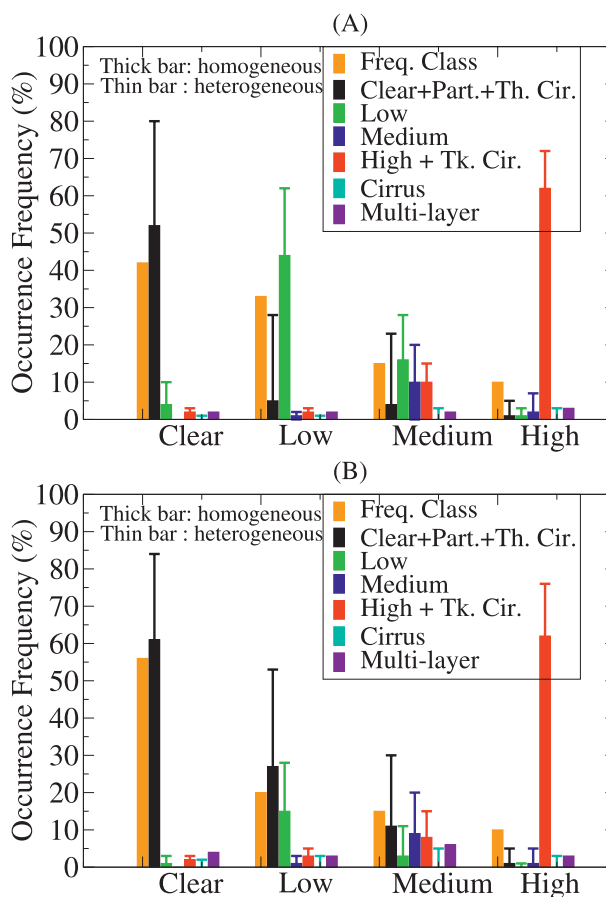 (A)
Occurrence Frequency (%)
100
90
80
70
60
50
40
30
20
10
0
Thick bar: homogeneous
Thin bar : heterogeneous
Freq. Class
Clear+Part.+Th. Cir.
Low
Medium
High + Tk. Cir.
Cirrus
Multi-layer
Clear Low Medium High
(B)
Occurrence Frequency (%)
100
90
80
70
60
50
40
30
20
10
0
Thick bar: homogeneous
Thin bar : heterogeneous
Freq. Class
Clear+Part.+Th. Cir.
Low
Medium
High + Tk. Cir.
Cirrus
Multi-layer
Clear Low Medium High